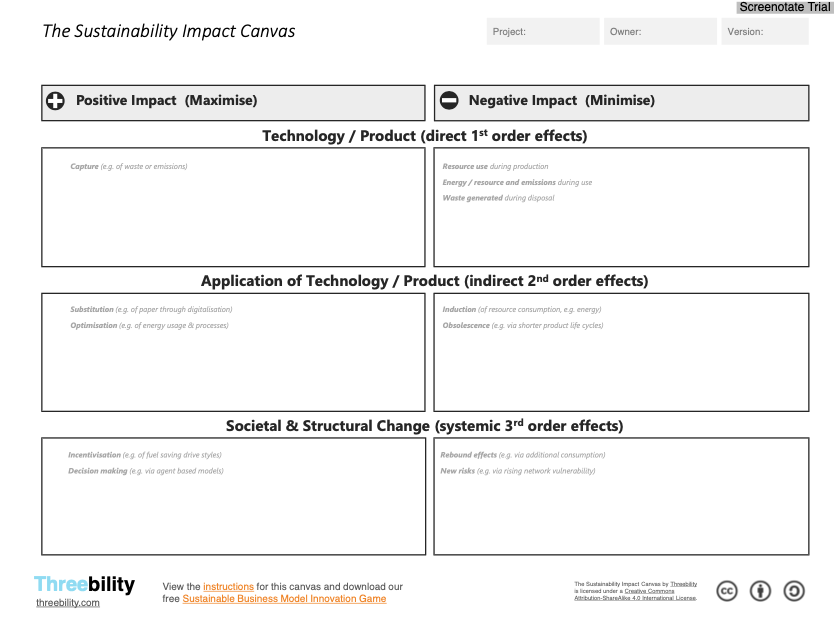 Screenotate Trial
The Sustainability Impact Canvas
Project:
Owner:
Version:
Positive Impact (Maximise)
Negative Impact (Minimise)
Technology / Product (direct 1st order effects)
Capture (e.g. of waste or emissions)
Resource use during production
Energy / resource and emissions during use
Waste generated during disposal
Application of Technology / Product (indirect 2nd order effects)
Substitution (e.g. of paper through digitalisation)
Optimisation (e.g. of energy usage & processes)
Induction (of resource consumption, e.g. energy)
Obsolescence (e.g. via shorter product life cycles)
Societal & Structural Change (systemic 3rd order effects)
Incentivisation (e.g. of fuel saving drive styles)
Decision making (e.g. via agent based models)
Rebound effects (e.g. via additional consumption)
New risks (e.g. via rising network vulnerability)
Threebility
threebility.com
View the instructions for this canvas and download our
free Sustainable Business Model Innovation Game
The Sustainability Impact Canvas by Threebility
is licensed under a Creative Commons
Attribution-ShareAlike 4.0 International License.
cc